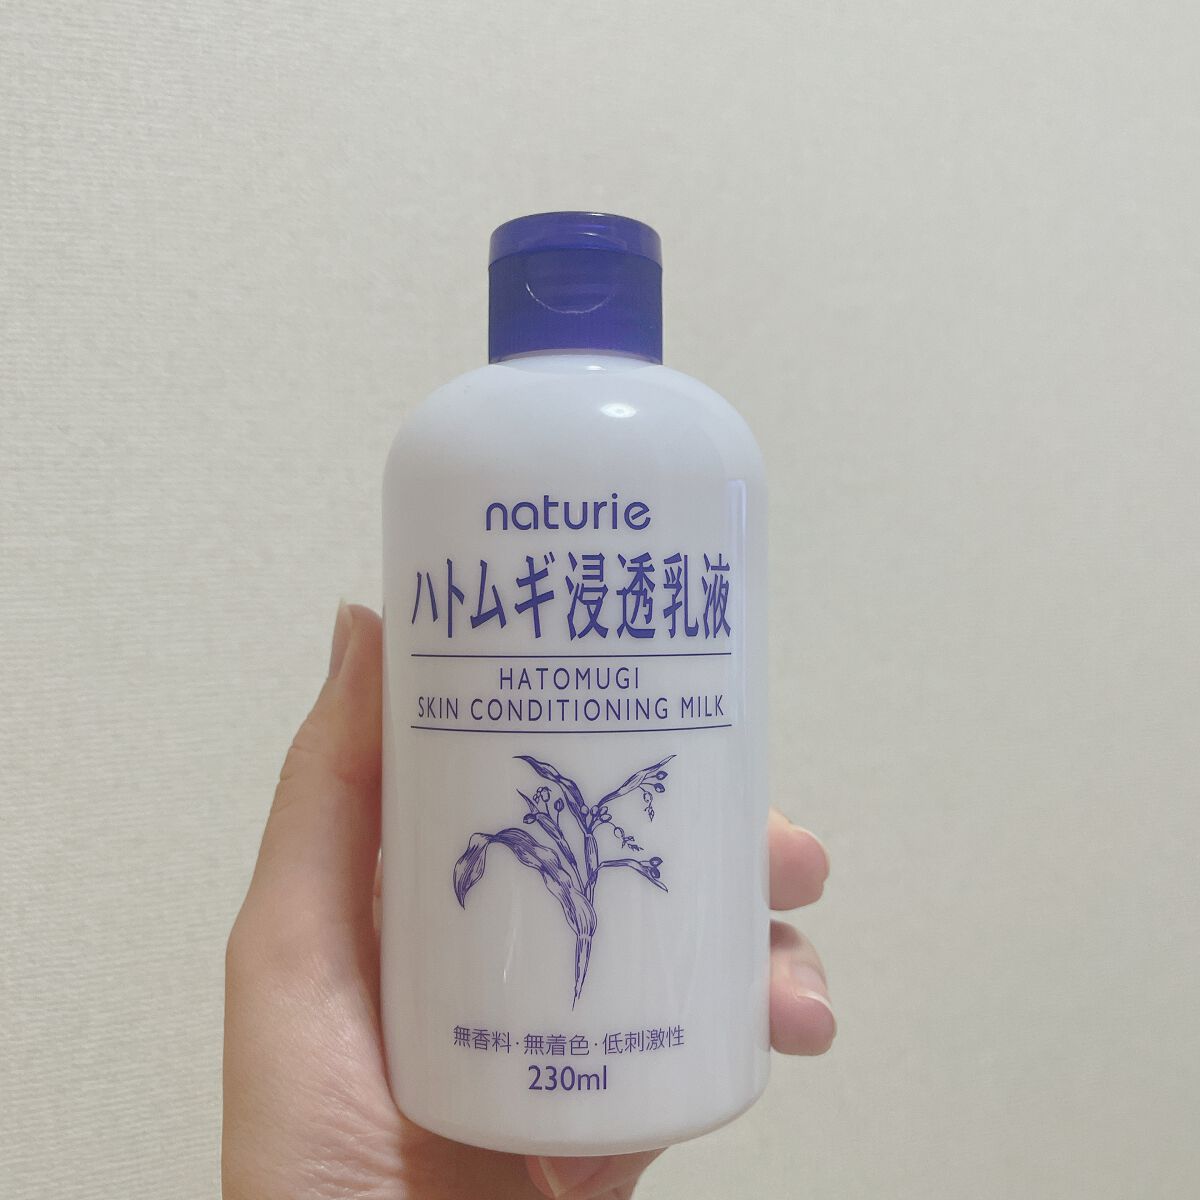 naturie
ハトムギ浸透乳液
HATOMUGI
SKIN CONDITIONING MILK
無香料・無着色・低刺激性
230ml